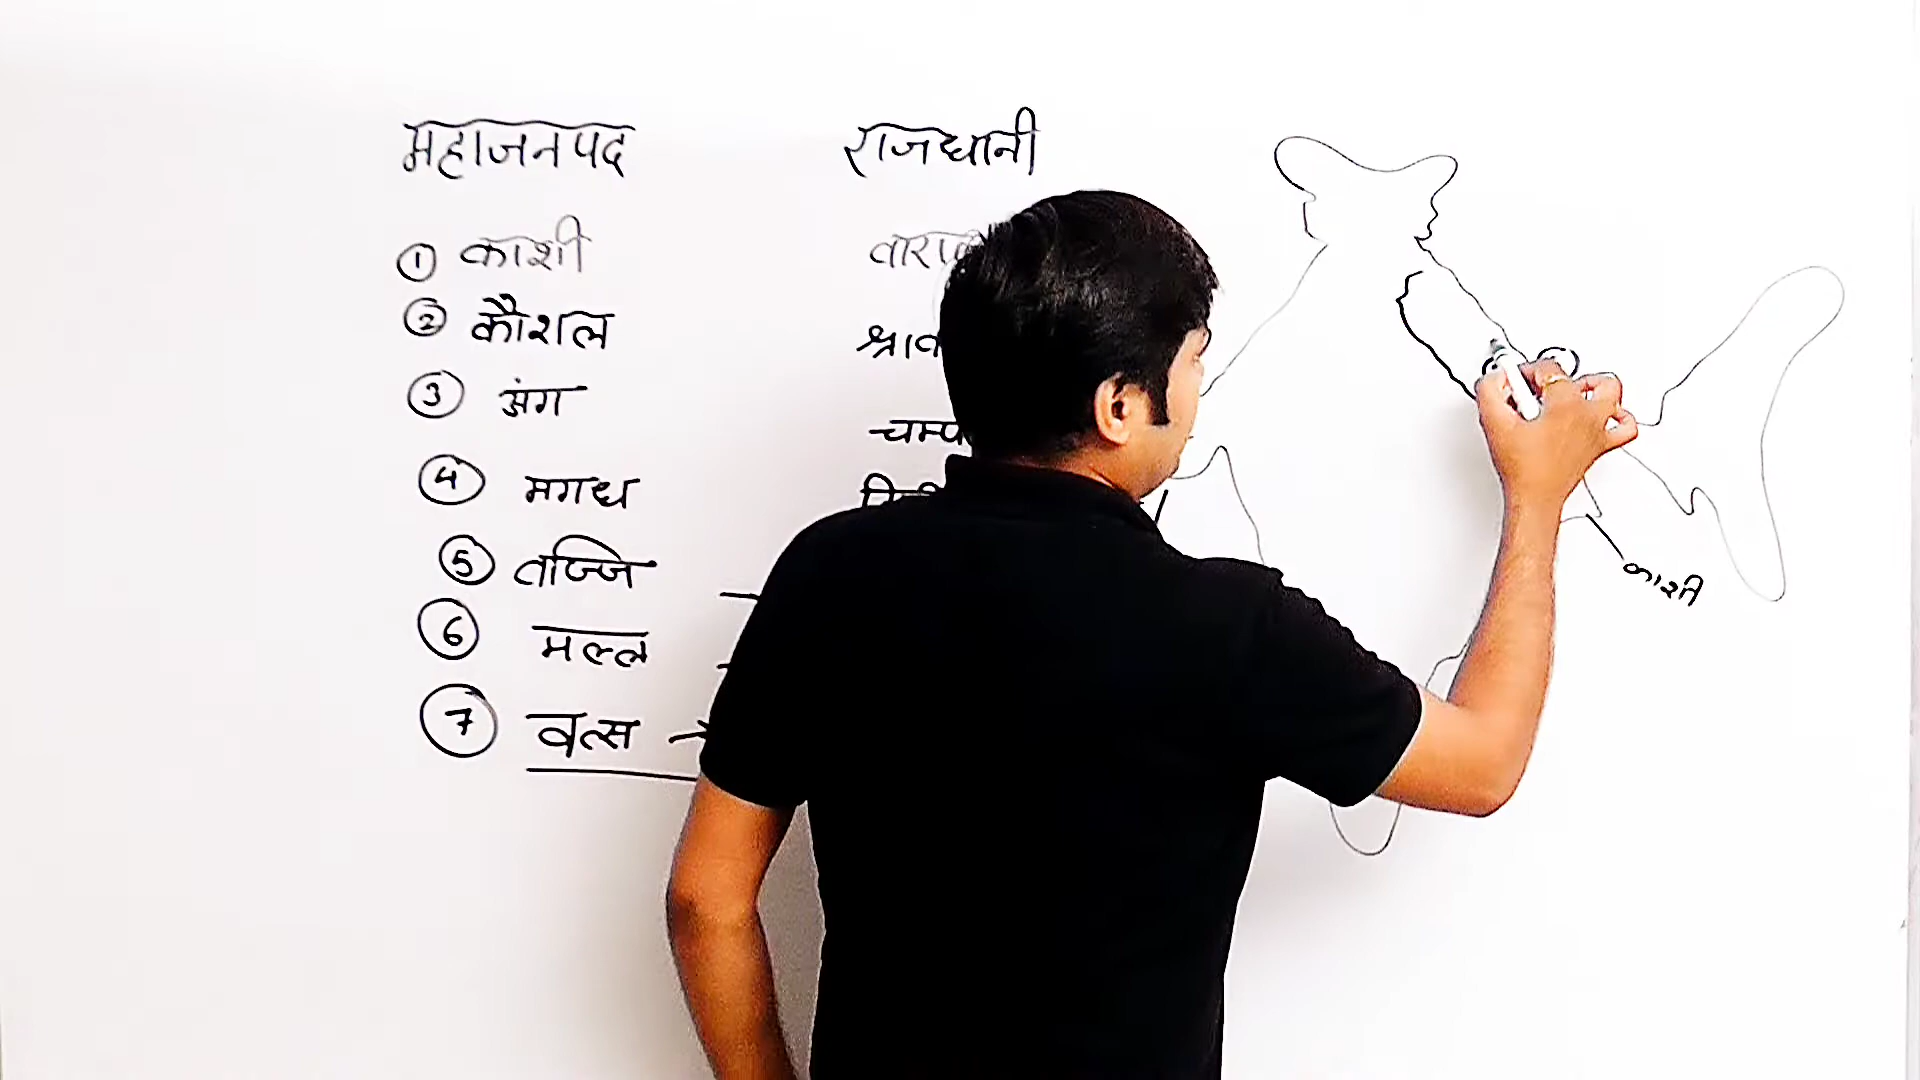 महाजनपद राजधानी
① काशी
② कौशल श्राव
③ अंग चम्प
④ मगध
⑤ वज्जि
⑥ मल्ल
⑦ वत्स →
काशी